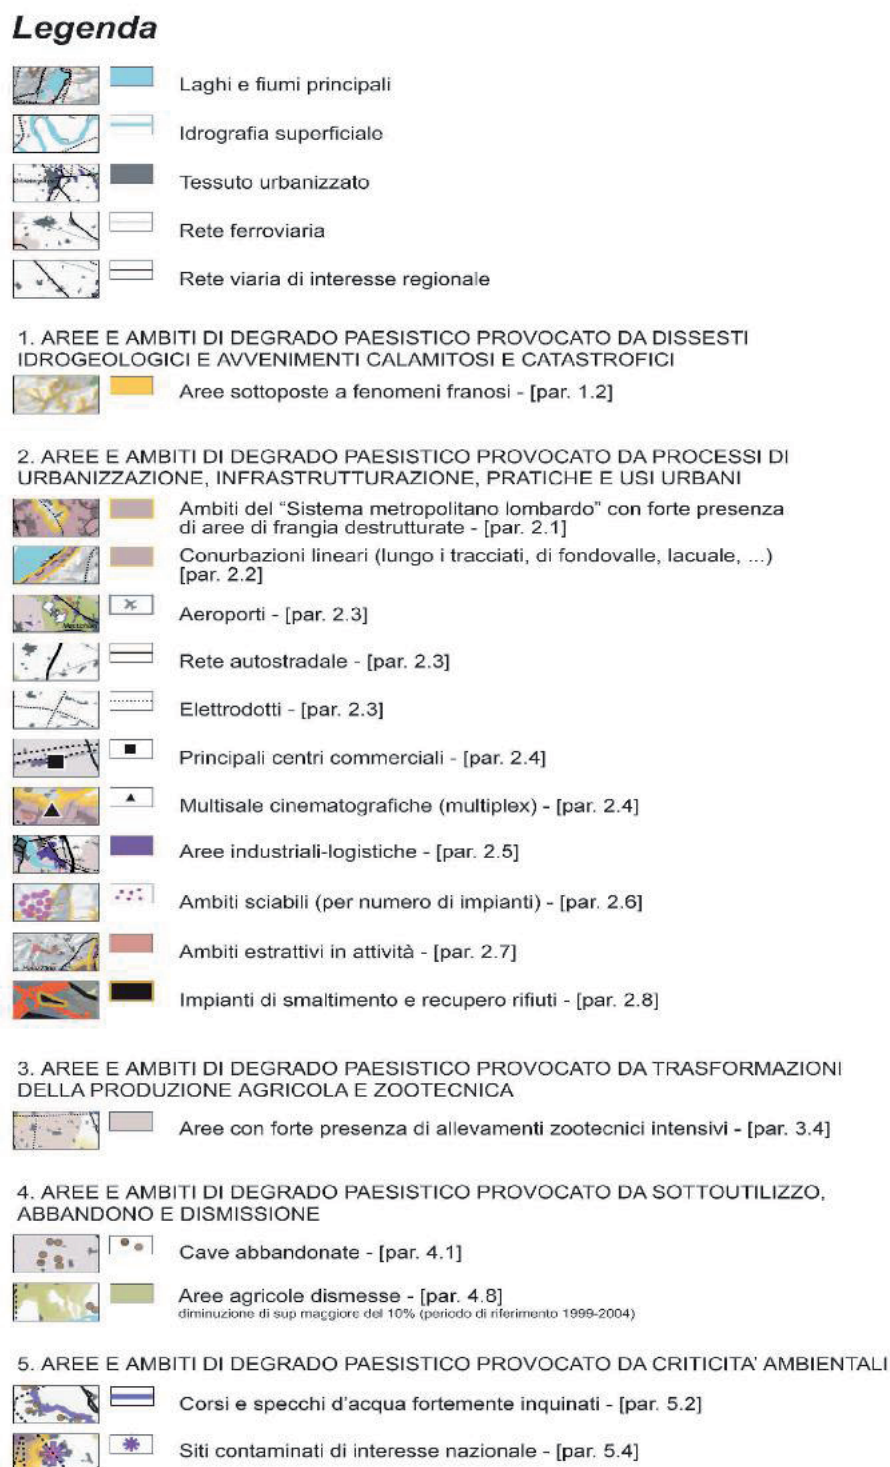 Legenda
Laghi e fiumi principali
Idrografia superficiale
Tessuto urbanizzato
Rete ferroviaria
Rete viaria di interesse regionale
1. AREE E AMBITI DI DEGRADO PAESISTICO PROVOCATO DA DISSESTI
IDROGEOLOGICI E AVVENIMENTI CALAMITOSI E CATASTROFICI
Aree sottoposte a fenomeni franosi - [par. 1.2]
2. AREE E AMBITI DI DEGRADO PAESISTICO PROVOCATO DA PROCESSI DI
URBANIZZAZIONE, INFRASTRUTTURAZIONE, PRATICHE E USI URBANI
Ambiti del “Sistema metropolitano lombardo” con forte presenza
di aree di frangia destrutturate - [par. 2.1]
Conurbazioni lineari (lungo i tracciati, di fondovalle, lacuale, ...)
[par. 2.2]
Aeroporti - [par. 2.3]
Rete autostradale - [par. 2.3]
Elettrodotti - [par. 2.3]
Principali centri commerciali - [par. 2.4]
Multisale cinematografiche (multiplex) - [par. 2.4]
Aree industriali-logistiche - [par. 2.5]
Ambiti sciabili (per numero di impianti) - [par. 2.6]
Ambiti estrattivi in attività - [par. 2.7]
Impianti di smaltimento e recupero rifiuti - [par. 2.8]
3. AREE E AMBITI DI DEGRADO PAESISTICO PROVOCATO DA TRASFORMAZIONI
DELLA PRODUZIONE AGRICOLA E ZOOTECNICA
Aree con forte presenza di allevamenti zootecnici intensivi - [par. 3.4]
4. AREE E AMBITI DI DEGRADO PAESISTICO PROVOCATO DA SOTTOUTILIZZO,
ABBANDONO E DISMISSIONE
Cave abbandonate - [par. 4.1]
Aree agricole dismesse - [par. 4.8]
diminuzione di sup maggiore del 10% (periodo di riferimento 1999-2004)
5. AREE E AMBITI DI DEGRADO PAESISTICO PROVOCATO DA CRITICITA' AMBIENTALI
Corsi e specchi d'acqua fortemente inquinati - [par. 5.2]
Siti contaminati di interesse nazionale - [par. 5.4]